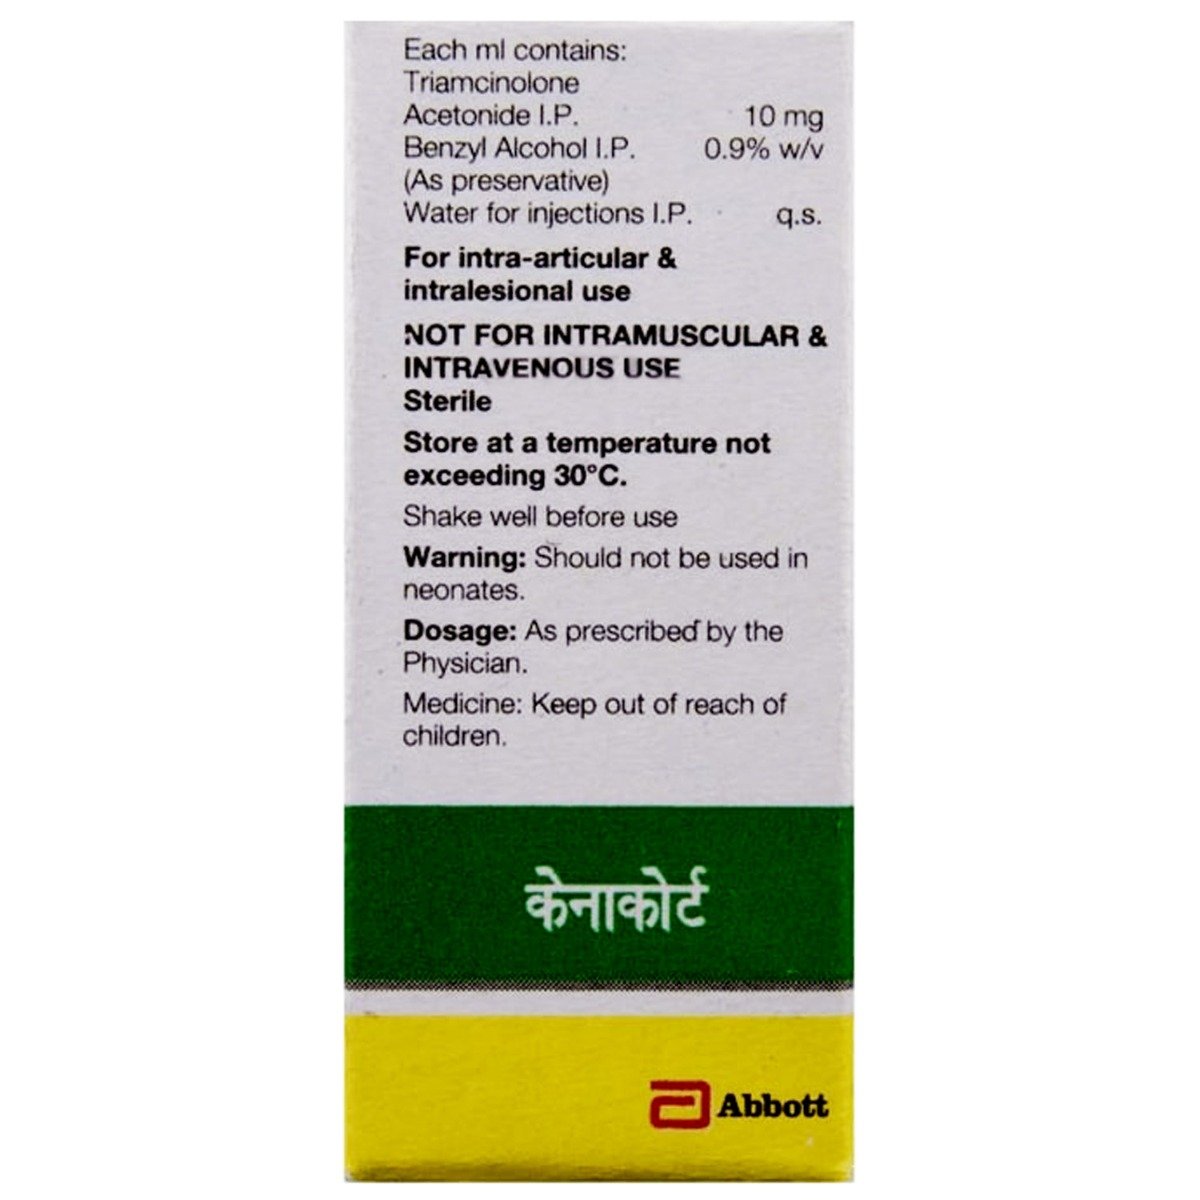 Each ml contains:
Triamcinolone
Acetonide I.P. 10 mg
Benzyl Alcohol I.P. 0.9% w/v
(As preservative)
Water for injections I.P. q.s.
For intra-articular &
intralesional use
NOT FOR INTRAMUSCULAR &
INTRAVENOUS USE
Sterile
Store at a temperature not
exceeding 30°C.
Shake well before use
Warning: Should not be used in
neonates.
Dosage: As prescribed by the
Physician.
Medicine: Keep out of reach of
children.
केनाकोर्ट
Abbott